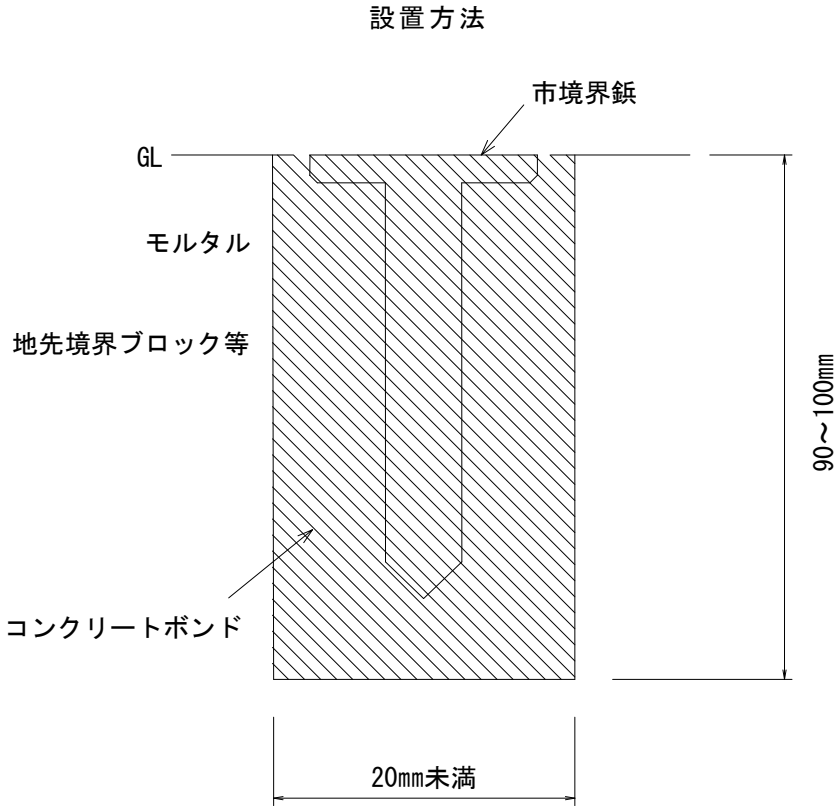 設置方法
市境界鋲
GL
モルタル
地先境界ブロック等
90～100mm
コンクリートボンド
20mm未満